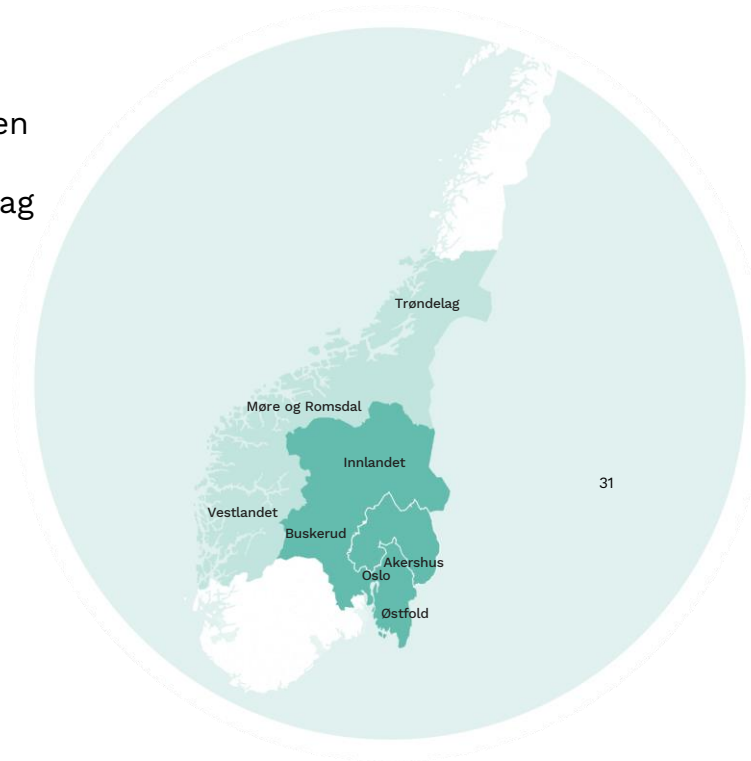 en
ag
Trøndelag
Møre og Romsdal
Innlandet
31
Vestlandet
Buskerud
Akershus
Oslo
Østfold